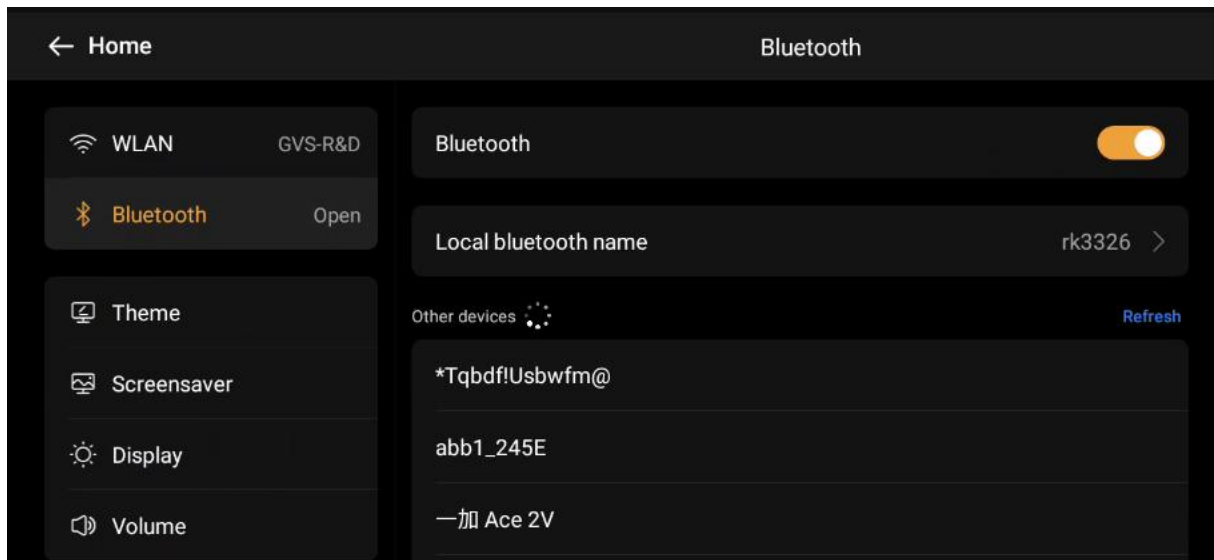 ← Home
Bluetooth
WLAN GVS-R&D
Bluetooth Open
Theme
Screensaver
Display
Volume
Bluetooth
Local bluetooth name rk3326 >
Other devices Refresh
*Tqbdf!Usbwfm@
abb1_245E
一加 Ace 2V